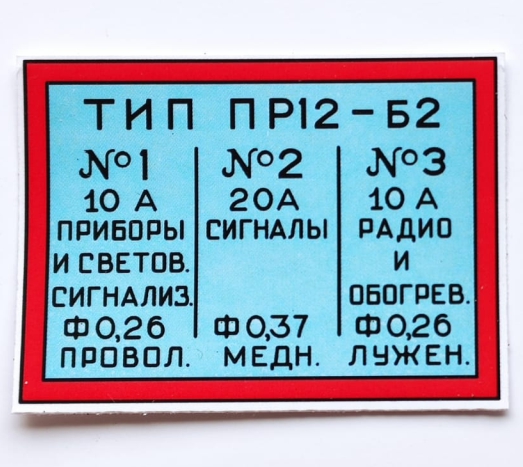 ТИП ПР12-Б2
№1 №2 №3
10 А 20А 10 А
ПРИБОРЫ СИГНАЛЫ РАДИО
И СВЕТОВ. И
СИГНАЛИЗ. ОБОГРЕВ.
Ф0,26 Ф0,37 Ф0,26
ПРОВОЛ. МЕДН. ЛУЖЕН.